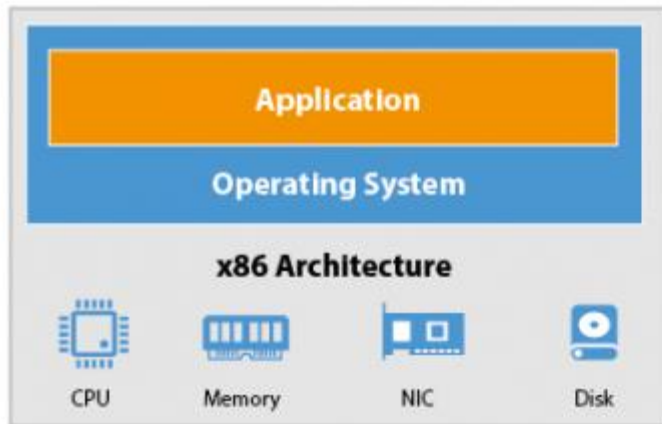 Application
Operating System
x86 Architecture
CPU Memory NIC Disk